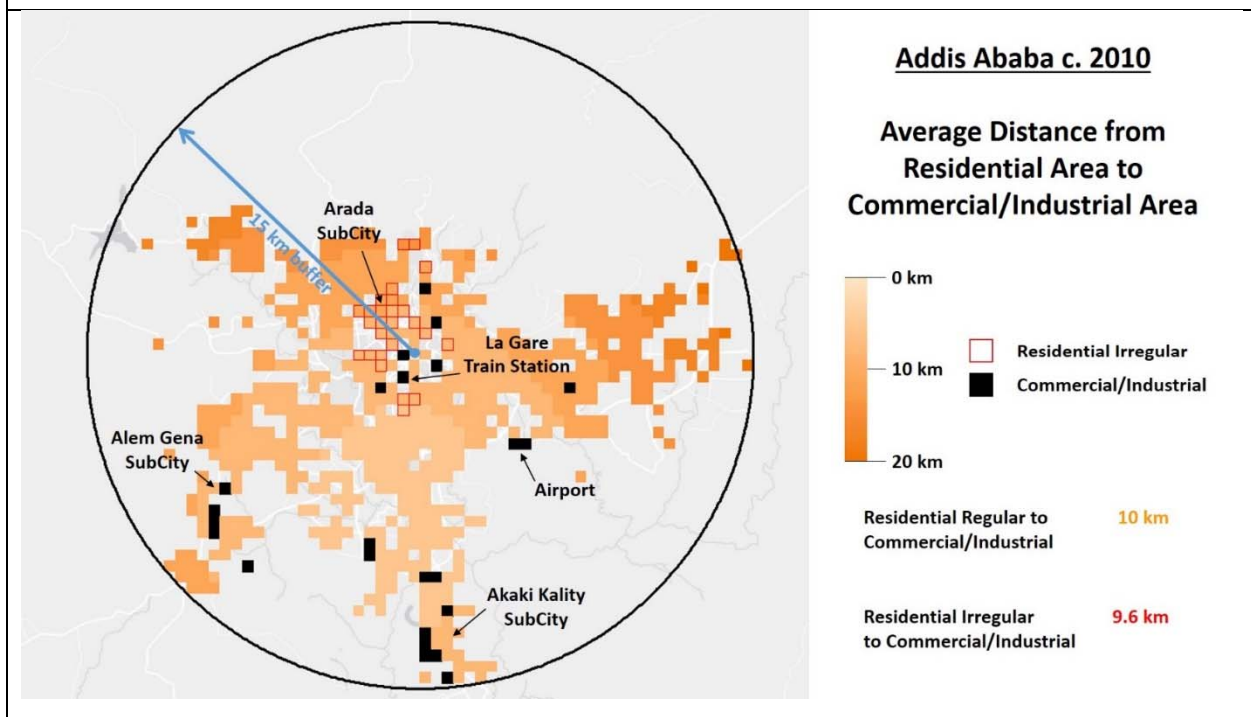 Addis Ababa c. 2010
Average Distance from
Residential Area to
Commercial/Industrial Area
15 km buffer
Arada
SubCity
La Gare
Train Station
Alem Gena
SubCity
Airport
Akaki Kality
SubCity
0 km
10 km
20 km
Residential Irregular
Commercial/Industrial
Residential Regular to
Commercial/Industrial
10 km
Residential Irregular
to Commercial/Industrial
9.6 km